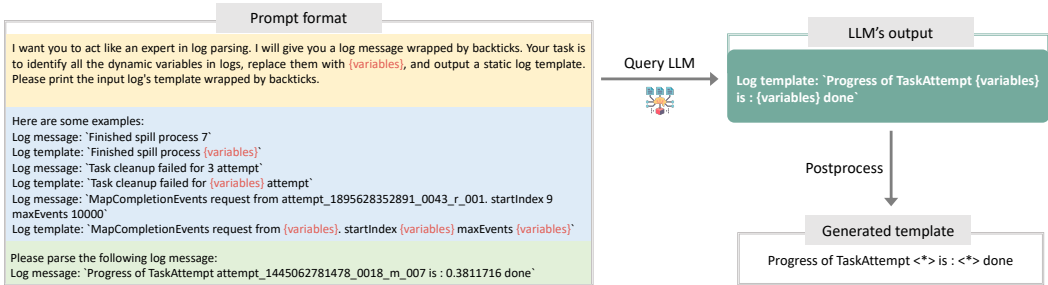 Prompt format
I want you to act like an expert in log parsing. I will give you a log message wrapped by backticks. Your task is
to identify all the dynamic variables in logs, replace them with {variables}, and output a static log template.
Please print the input log's template wrapped by backticks.
Here are some examples:
Log message: `Finished spill process 7`
Log template: `Finished spill process {variables}`
Log message: `Task cleanup failed for 3 attempt`
Log template: `Task cleanup failed for {variables} attempt`
Log message: `MapCompletionEvents request from attempt_1895628352891_0043_r_001. startIndex 9
maxEvents 10000`
Log template: `MapCompletionEvents request from {variables}. startIndex {variables} maxEvents {variables}`
Please parse the following log message:
Log message: `Progress of TaskAttempt attempt_1445062781478_0018_m_007 is : 0.3811716 done`
Query LLM
LLM's output
Log template: `Progress of TaskAttempt {variables}
is : {variables} done`
Postprocess
Generated template
Progress of TaskAttempt <*> is : <*> done